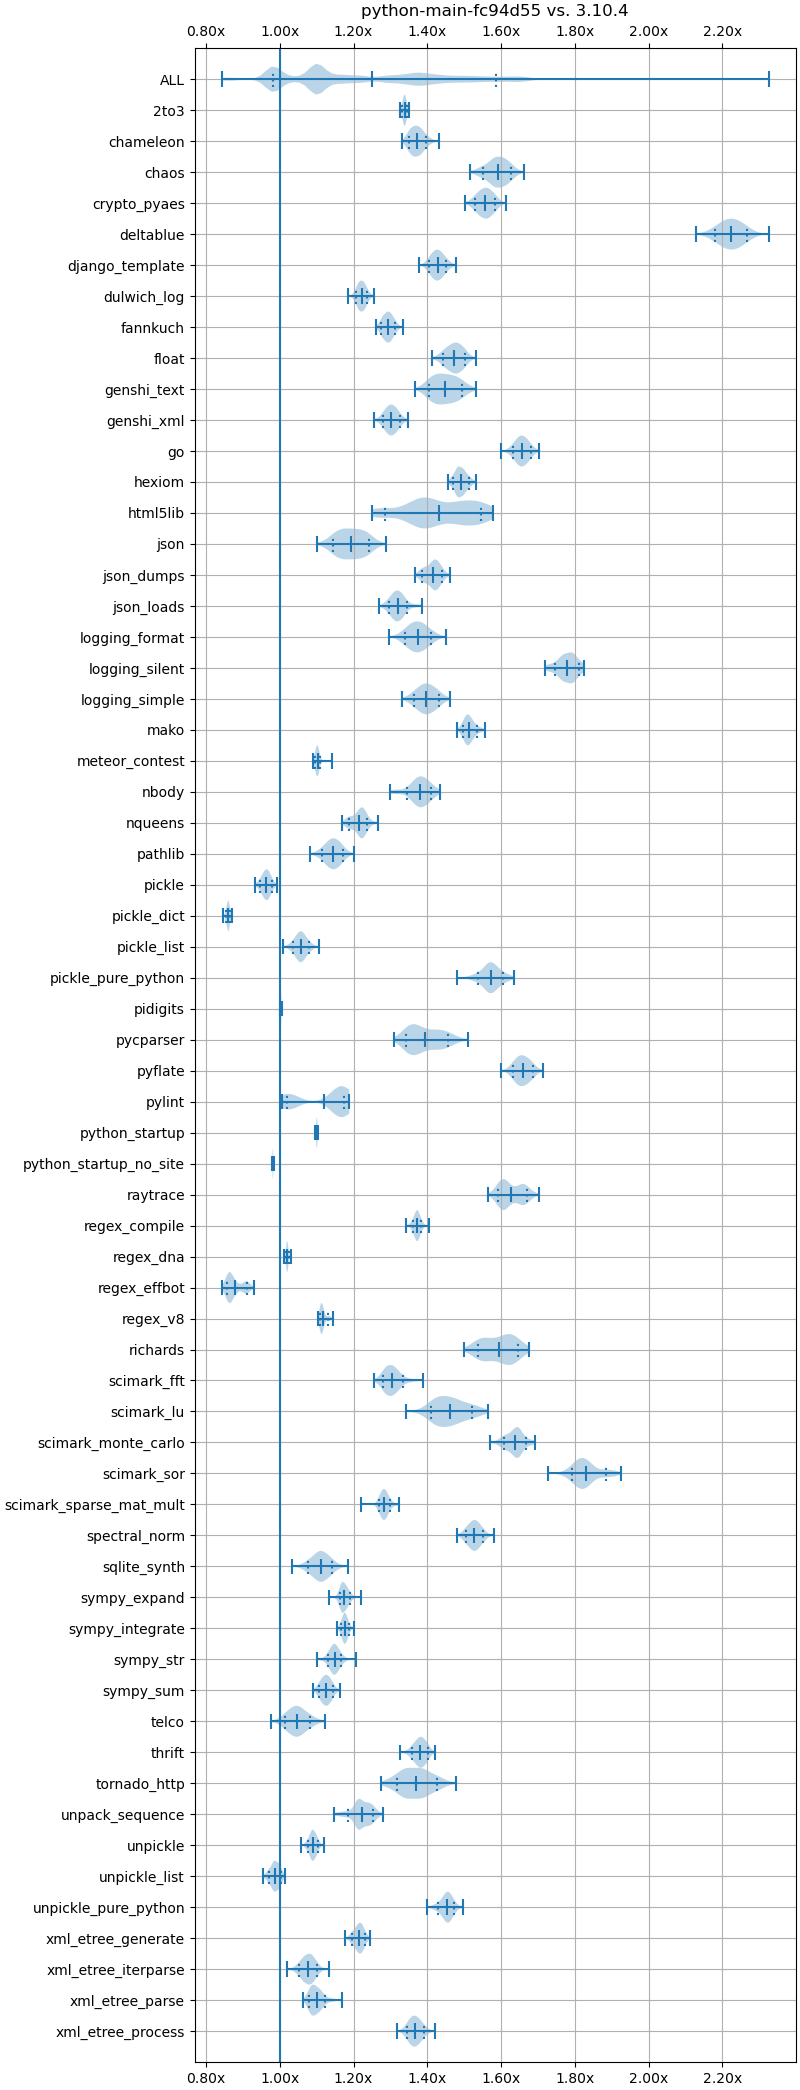 python-main-fc94d55 vs. 3.10.4
0.80x 1.00x 1.20x 1.40x 1.60x 1.80x 2.00x 2.20x
ALL
2to3
chameleon
chaos
crypto_pyaes
deltablue
django_template
dulwich_log
fannkuch
float
genshi_text
genshi_xml
go
hexiom
html5lib
json
json_dumps
json_loads
logging_format
logging_silent
logging_simple
mako
meteor_contest
nbody
nqueens
pathlib
pickle
pickle_dict
pickle_list
pickle_pure_python
pidigits
pycparser
pyflate
pylint
python_startup
python_startup_no_site
raytrace
regex_compile
regex_dna
regex_effbot
regex_v8
richards
scimark_fft
scimark_lu
scimark_monte_carlo
scimark_sor
scimark_sparse_mat_mult
spectral_norm
sqlite_synth
sympy_expand
sympy_integrate
sympy_str
sympy_sum
telco
thrift
tornado_http
unpack_sequence
unpickle
unpickle_list
unpickle_pure_python
xml_etree_generate
xml_etree_iterparse
xml_etree_parse
xml_etree_process
0.80x 1.00x 1.20x 1.40x 1.60x 1.80x 2.00x 2.20x